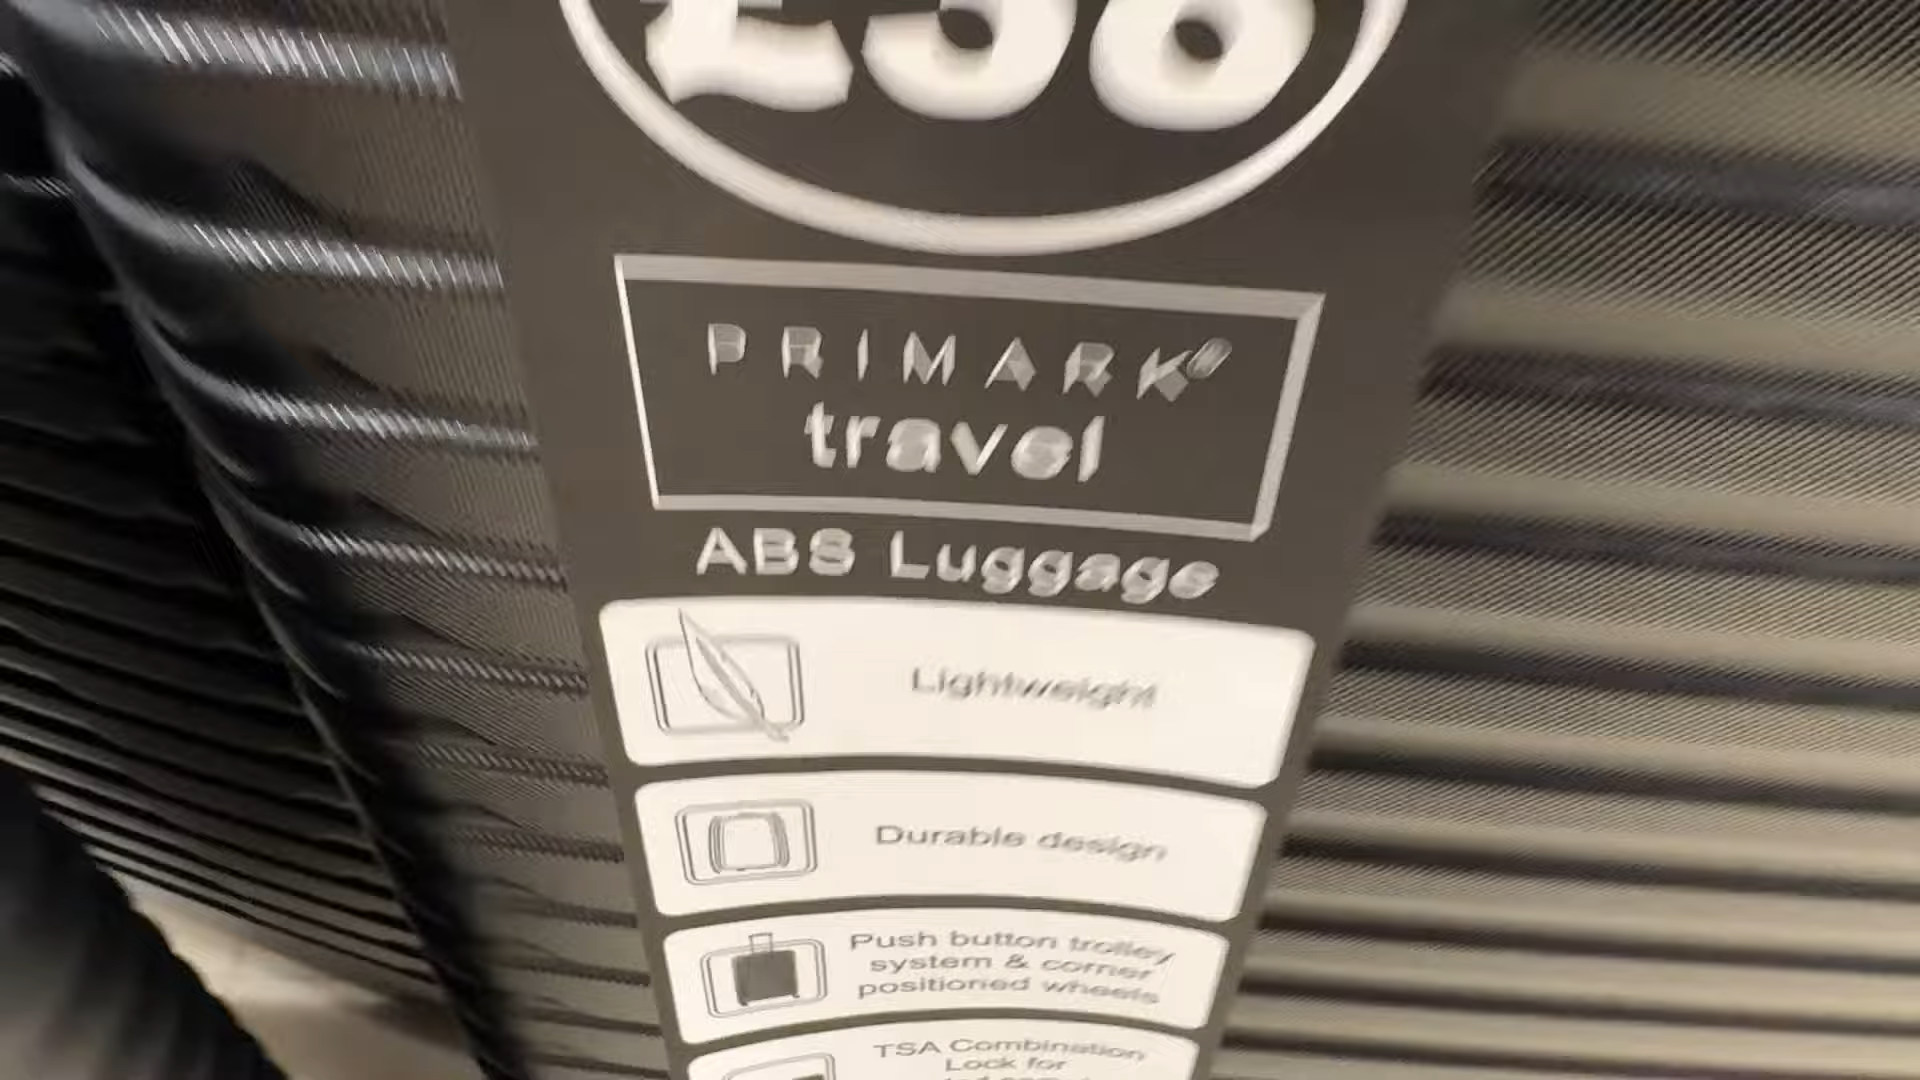 PRIMARK®
travel
ABS Luggage
Lightweight
Durable design
Push button trolley
system & corner
positioned wheels
TSA Combination
Lock for